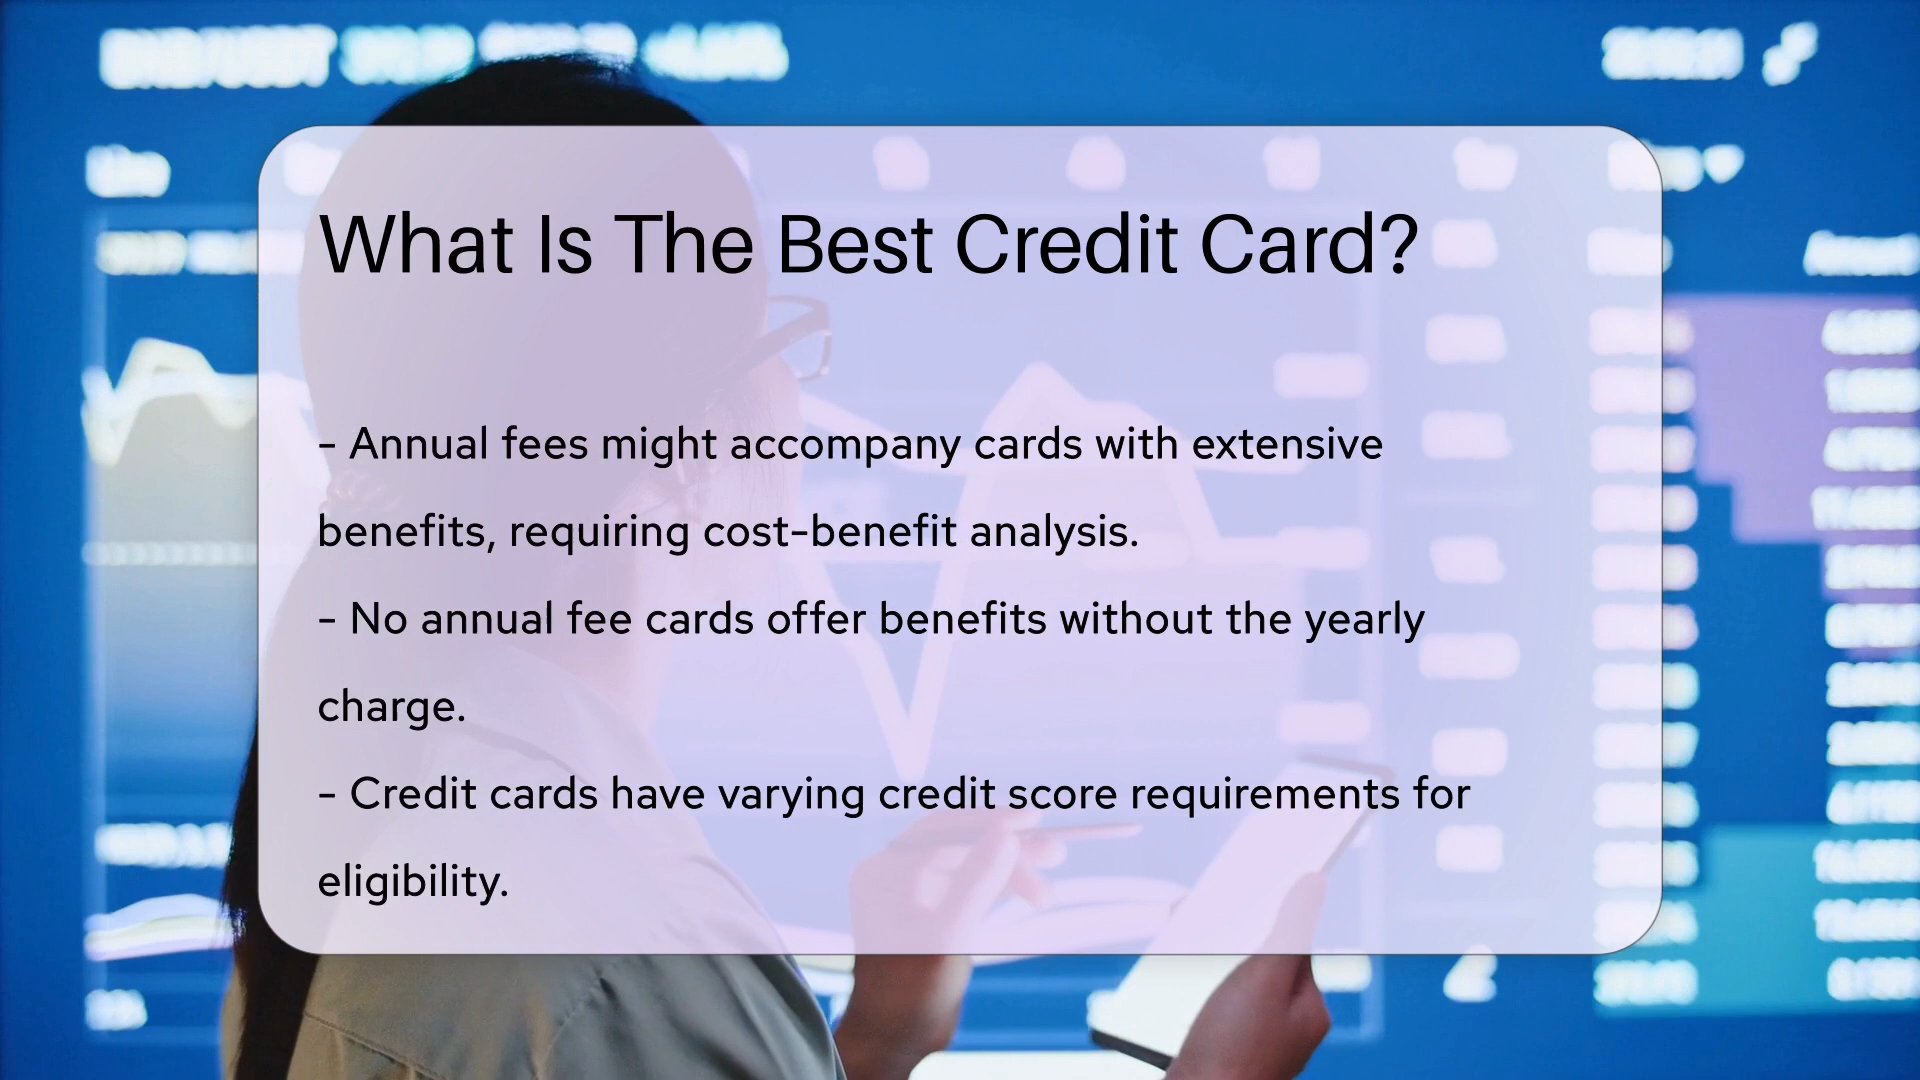 What Is The Best Credit Card?
- Annual fees might accompany cards with extensive
benefits, requiring cost-benefit analysis.
- No annual fee cards offer benefits without the yearly
charge.
- Credit cards have varying credit score requirements for
eligibility.